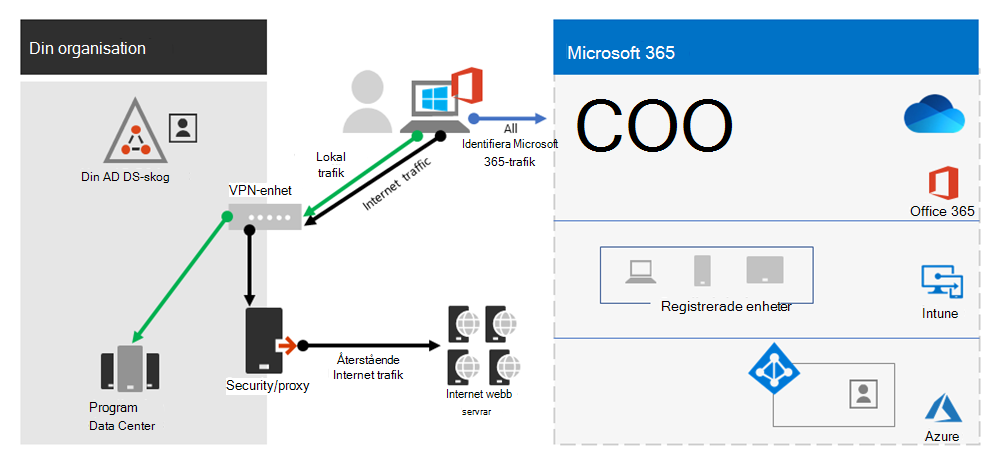 Din organisation
Microsoft 365
COO
All
Identifiera Microsoft
365-trafik
Lokal
trafik
Internet traffic
Din AD DS-skog
VPN-enhet
Office 365
Registrerade enheter
Intune
Återstående
Internet trafik
Security/proxy
Internet webb
servrar
Program
Data Center
Azure